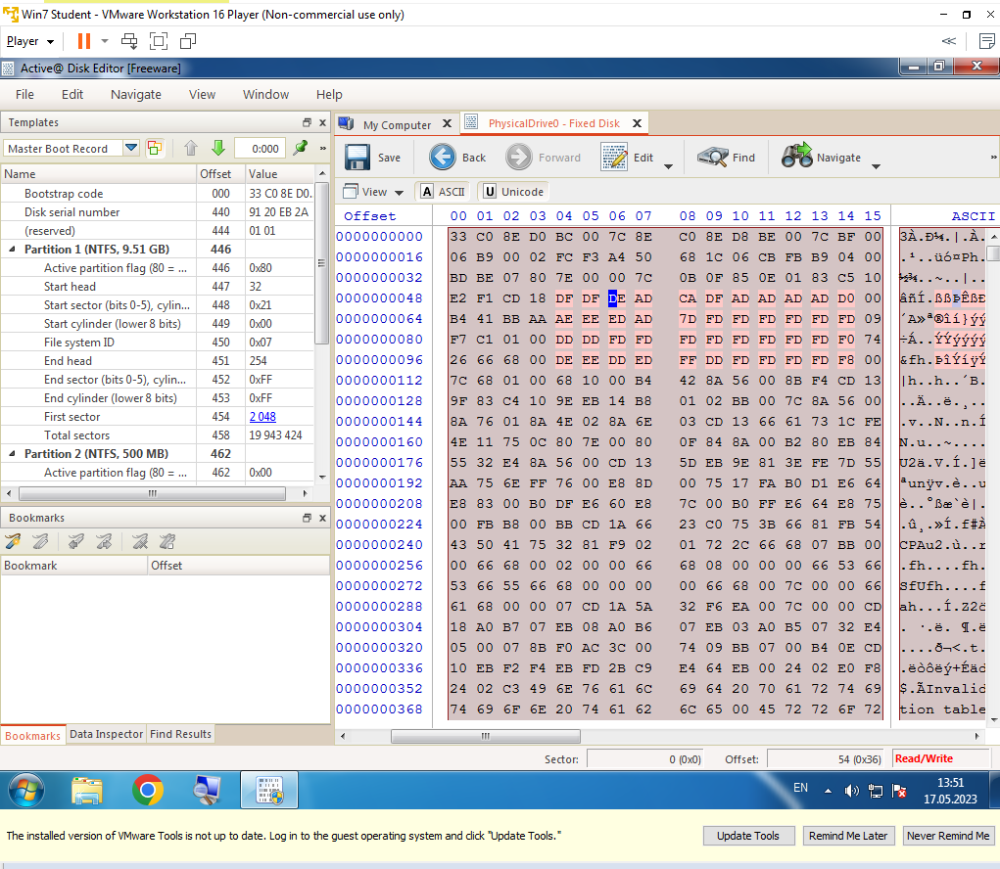 Win7 Student - VMware Workstation 16 Player (Non-commercial use only)
Player
Active@ Disk Editor [Freeware]
File Edit Navigate View Window Help
Templates
Master Boot Record 0:000
Name Offset Value
Bootstrap code 000 33 C0 8E D0.
Disk serial number 440 91 20 EB 2A
(reserved) 444 01 01
Partition 1 (NTFS, 9.51 GB) 446
Active partition flag (80 = ... 446 0x80
Start head 447 32
Start sector (bits 0-5), cylin... 448 0x21
Start cylinder (lower 8 bits) 449 0x00
File system ID 450 0x07
End head 451 254
End sector (bits 0-5), cylin... 452 0xFF
End cylinder (lower 8 bits) 453 0xFF
First sector 454 2 048
Total sectors 458 19 943 424
Partition 2 (NTFS, 500 MB) 462
Active partition flag (80 = ... 462 0x00
Bookmarks
Bookmark Offset
Bookmarks Data Inspector Find Results
My Computer PhysicalDrive0 - Fixed Disk
Save Back Forward Edit Find Navigate
View A ASCII U Unicode
Offset 00 01 02 03 04 05 06 07 08 09 10 11 12 13 14 15 ASCII
0000000000 33 C0 8E D0 BC 00 7C 8E C0 8E D8 BE 00 7C BF 00 3À.Ð¼.|.À.
0000000016 06 B9 00 02 FC F3 A4 50 68 1C 06 CB FB B9 04 00 .¹..üó¤Ph.
0000000032 BD BE 07 80 7E 00 00 7C 0B 0F 85 0E 01 83 C5 10 ½¾..~..|..
0000000048 E2 F1 CD 18 DF DF DE AD CA DF AD AD AD AD D0 00 âñÍ.ßßÞ­Êß­
0000000064 B4 41 BB AA AE EE ED AD 7D FD FD FD FD FD FD 09 ´A»ª®îí­}ýý
0000000080 F7 C1 01 00 DD DD FD FD FD FD FD FD FD FD F0 74 ÷Á..ÝÝýýýý
0000000096 26 66 68 00 DE EE DD ED FF DD FD FD FD FD F8 00 &fh.ÞîÝíÿÝ
0000000112 7C 68 01 00 68 10 00 B4 42 8A 56 00 8B F4 CD 13 |h..h..´B.
0000000128 9F 83 C4 10 9E EB 14 B8 01 02 BB 00 7C 8A 56 00 ..Ä..ë.¸..
0000000144 8A 76 01 8A 4E 02 8A 6E 03 CD 13 66 61 73 1C FE .v..N..n.Í
0000000160 4E 11 75 0C 80 7E 00 80 0F 84 8A 00 B2 80 EB 84 N.u..~....
0000000176 55 32 E4 8A 56 00 CD 13 5D EB 9E 81 3E FE 7D 55 U2ä.V.Í.]ë
0000000192 AA 75 6E FF 76 00 E8 8D 00 75 17 FA B0 D1 E6 64 ªunÿv.è..u
0000000208 E8 83 00 B0 DF E6 60 E8 7C 00 B0 FF E6 64 E8 75 è..°ßæ`è|.
0000000224 00 FB B8 00 BB CD 1A 66 23 C0 75 3B 66 81 FB 54 .û¸.»Í.f#À
0000000240 43 50 41 75 32 81 F9 02 01 72 2C 66 68 07 BB 00 CPAu2.ù..r
0000000256 00 66 68 00 02 00 00 66 68 08 00 00 00 66 53 66 .fh....fh.
0000000272 53 66 55 66 68 00 00 00 00 66 68 00 7C 00 00 66 SfUfh....f
0000000288 61 68 00 00 07 CD 1A 5A 32 F6 EA 00 7C 00 00 CD ah...Í.Z2ö
0000000304 18 A0 B7 07 EB 08 A0 B6 07 EB 03 A0 B5 07 32 E4 . ·.ë. ¶.ë
0000000320 05 00 07 8B F0 AC 3C 00 74 09 BB 07 00 B4 0E CD ....ð¬<.t.
0000000336 10 EB F2 F4 EB FD 2B C9 E4 64 EB 00 24 02 E0 F8 .ëòôëý+Éäd
0000000352 24 02 C3 49 6E 76 61 6C 69 64 20 70 61 72 74 69 $.ÃInvalid
0000000368 74 69 6F 6E 20 74 61 62 6C 65 00 45 72 72 6F 72 tion table
Sector: 0 (0x0) Offset: 54 (0x36) Read/Write
EN 13:51
17.05.2023
The installed version of VMware Tools is not up to date. Log in to the guest operating system and click "Update Tools."
Update Tools Remind Me Later Never Remind Me